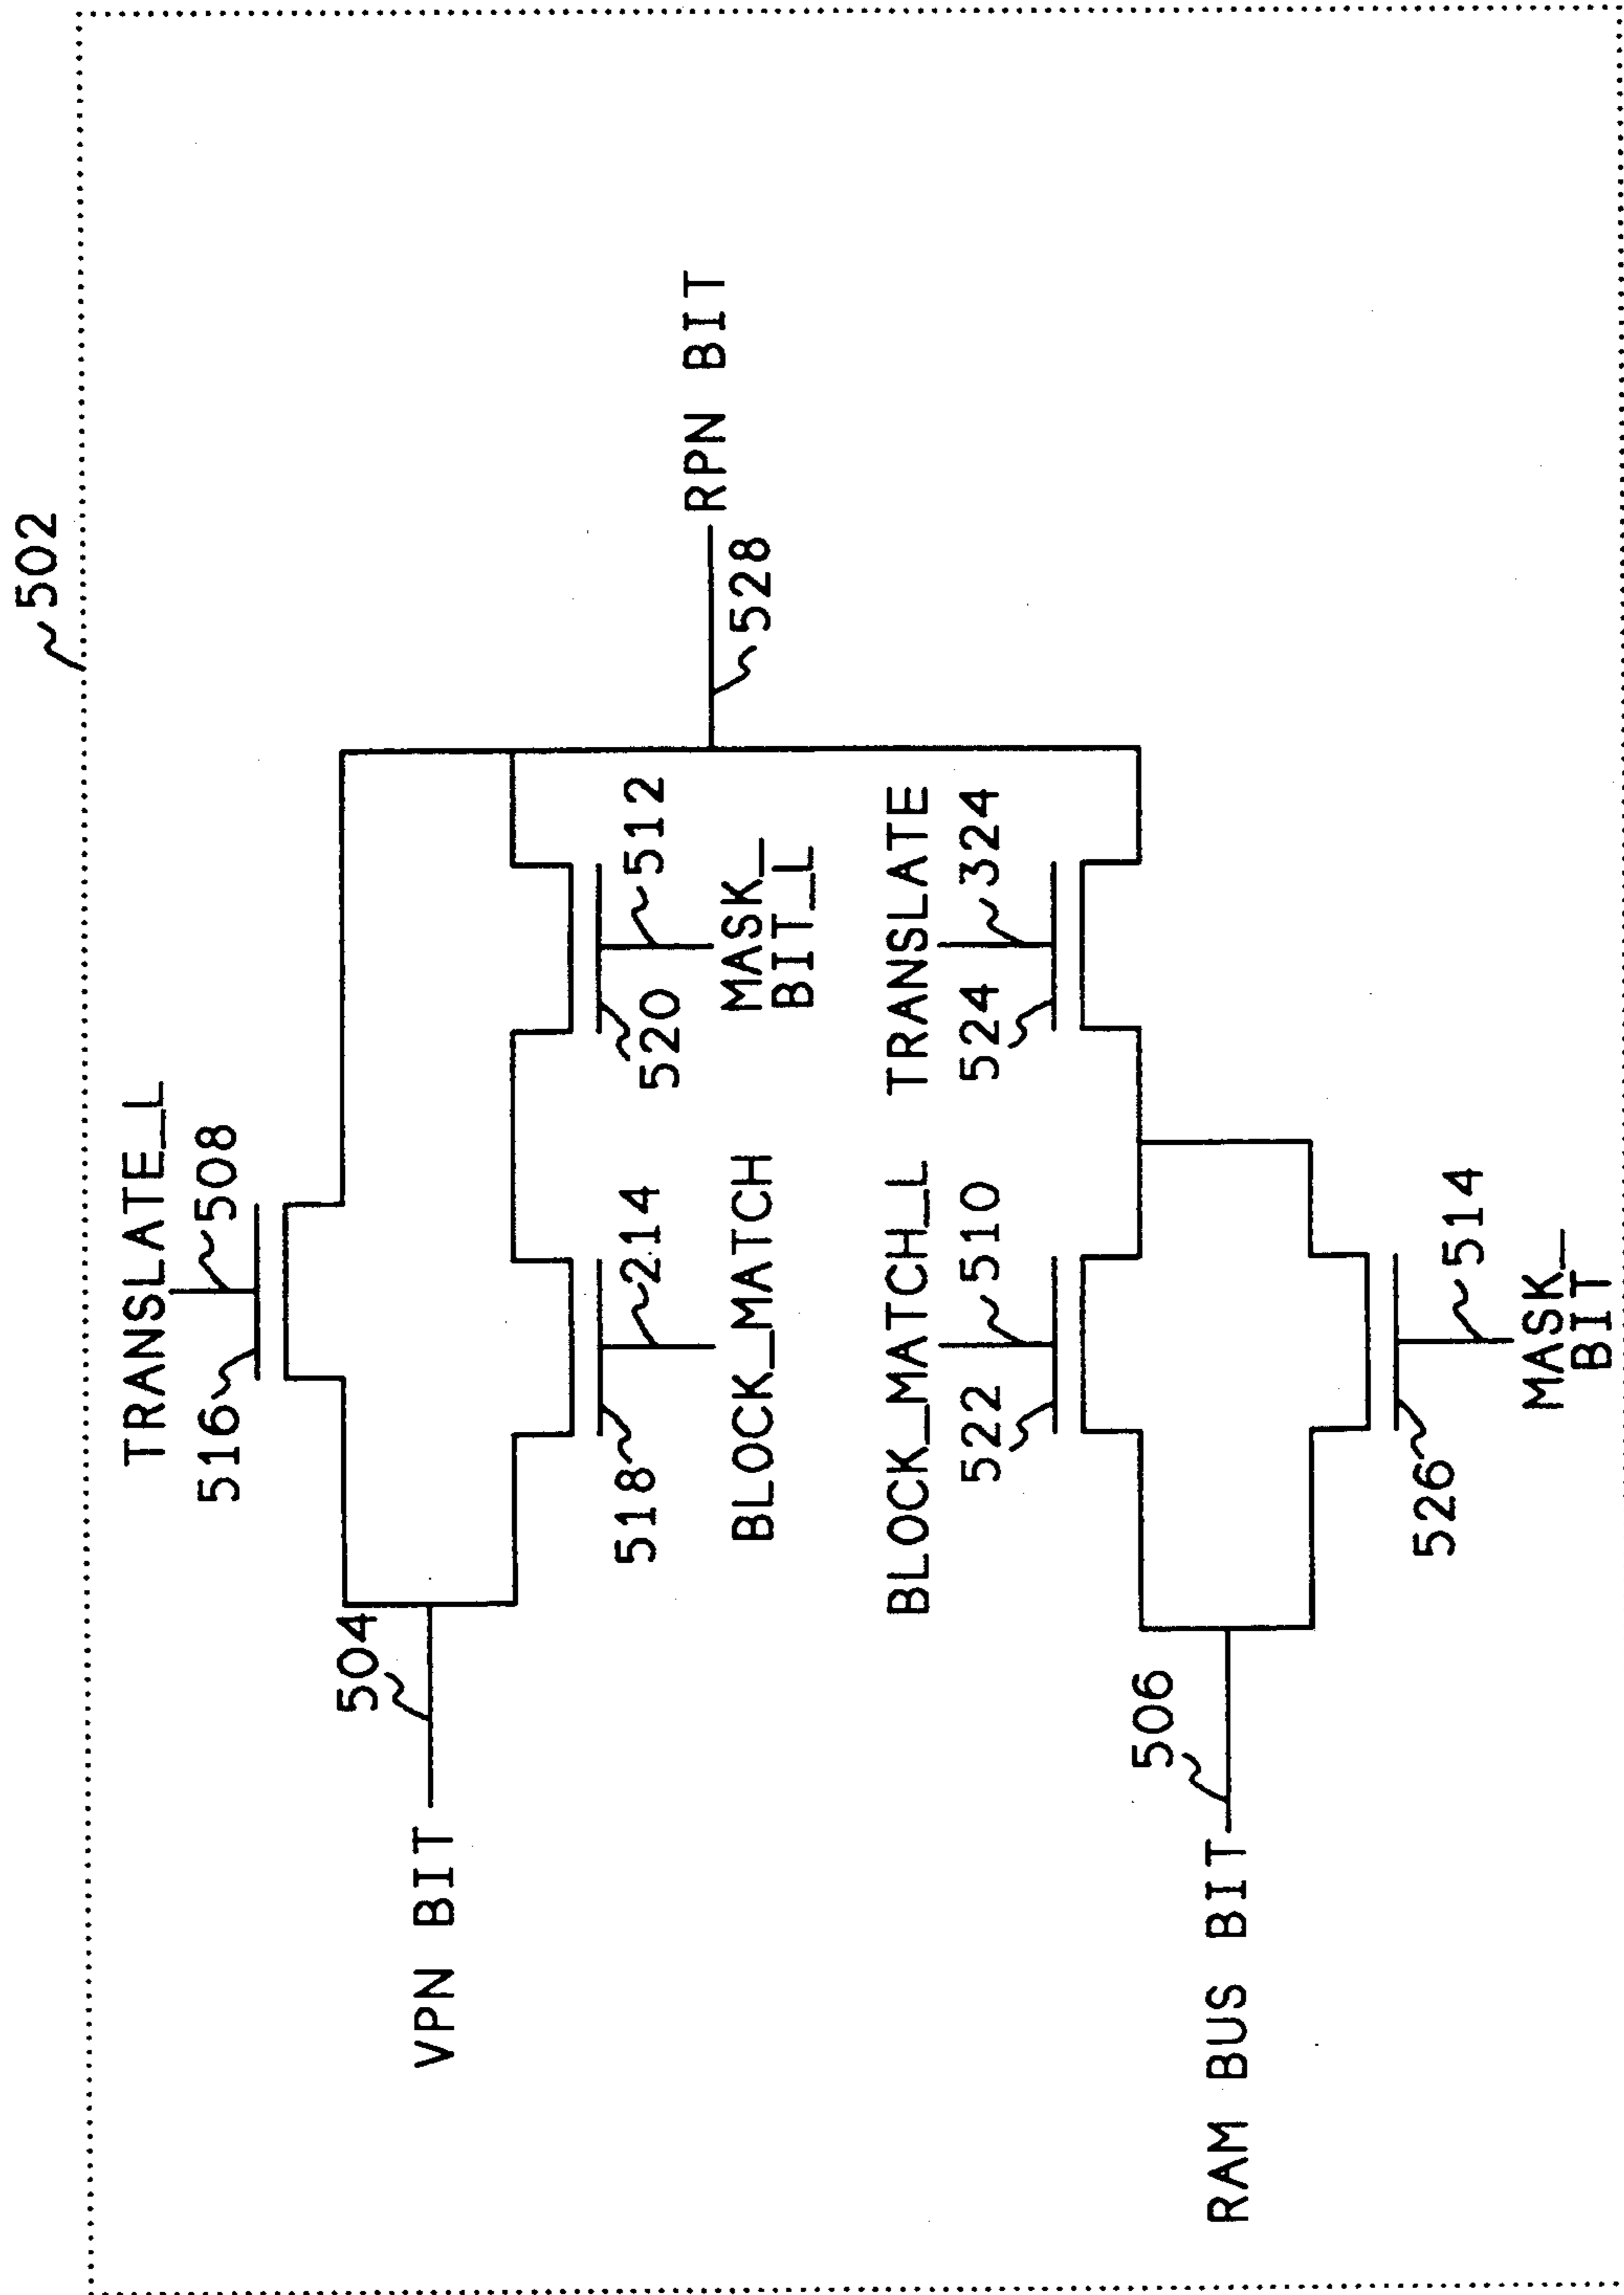 502
TRANSLATE_L
516
508
504
VPN BIT
518
214
BLOCK_MATCH
520
512
MASK_
BIT_L
RPN BIT
528
BLOCK_MATCH_L
TRANSLATE
522
510
524
324
506
RAM BUS BIT
526
514
MASK_
BIT